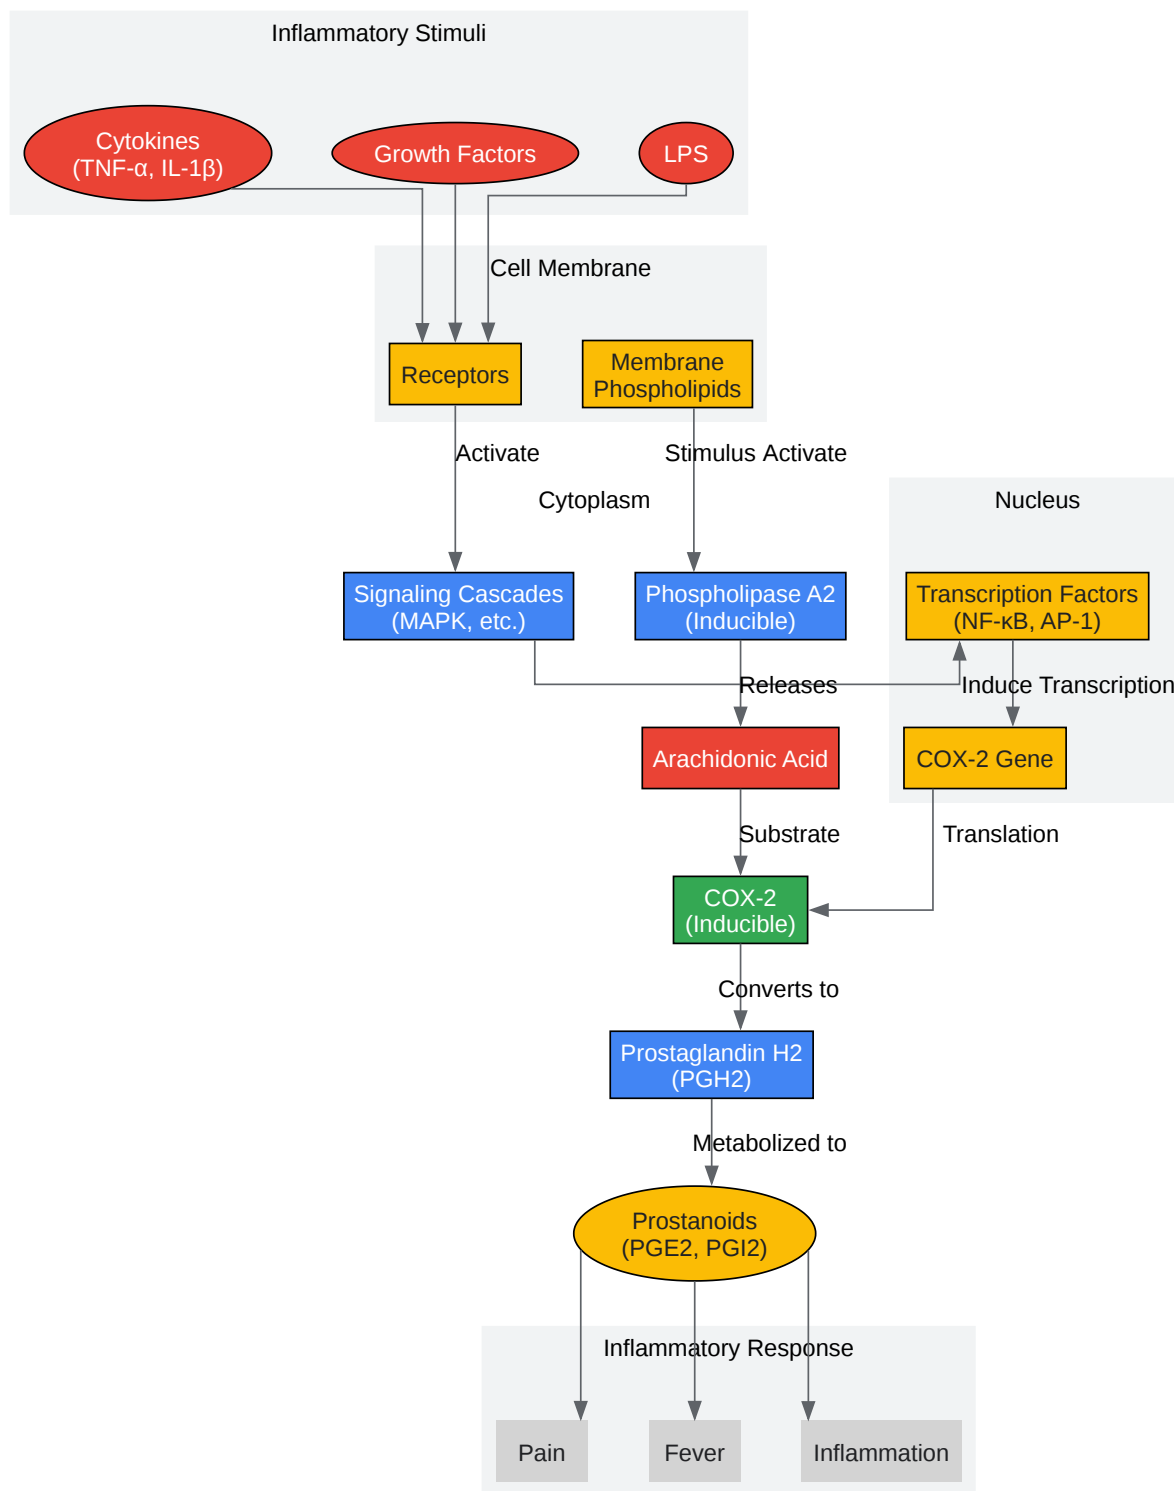 Inflammatory Stimuli
Cytokines
(TNF-α, IL-1β)
Growth Factors
LPS
Cell Membrane
Receptors
Membrane
Phospholipids
Activate
Stimulus Activate
Cytoplasm
Nucleus
Signaling Cascades
(MAPK, etc.)
Phospholipase A2
(Inducible)
Transcription Factors
(NF-κB, AP-1)
Releases
Induce Transcription
Arachidonic Acid
COX-2 Gene
Substrate
Translation
COX-2
(Inducible)
Converts to
Prostaglandin H2
(PGH2)
Metabolized to
Prostanoids
(PGE2, PGI2)
Inflammatory Response
Pain
Fever
Inflammation